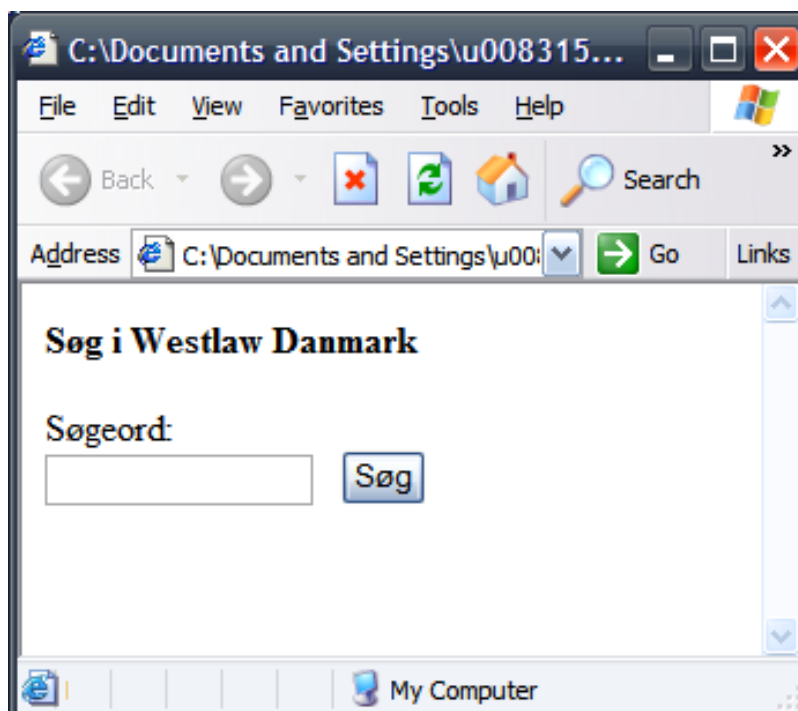 C:\Documents and Settings\u008315...
File Edit View Favorites Tools Help
Back Search »
Address C:\Documents and Settings\u00 Go Links
Søg i Westlaw Danmark
Søgeord:
Søg
My Computer